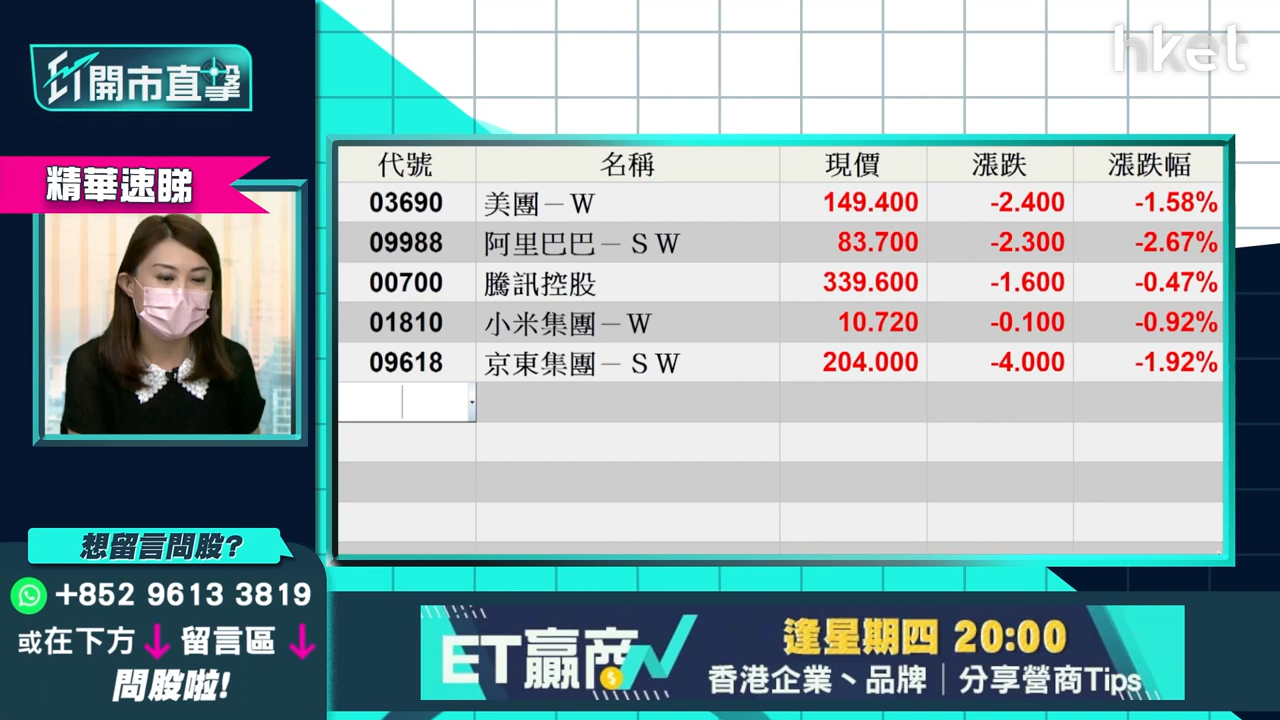 ET開市直擊
hket
精華速睇
代號 名稱 現價 漲跌 漲跌幅
03690 美團－W 149.400 -2.400 -1.58%
09988 阿里巴巴－ＳＷ 83.700 -2.300 -2.67%
00700 騰訊控股 339.600 -1.600 -0.47%
01810 小米集團－W 10.720 -0.100 -0.92%
09618 京東集團－ＳＷ 204.000 -4.000 -1.92%
想留言問股?
+852 9613 3819
或在下方↓留言區↓
問股啦!
ET贏商
逢星期四 20:00
香港企業、品牌｜分享營商Tips